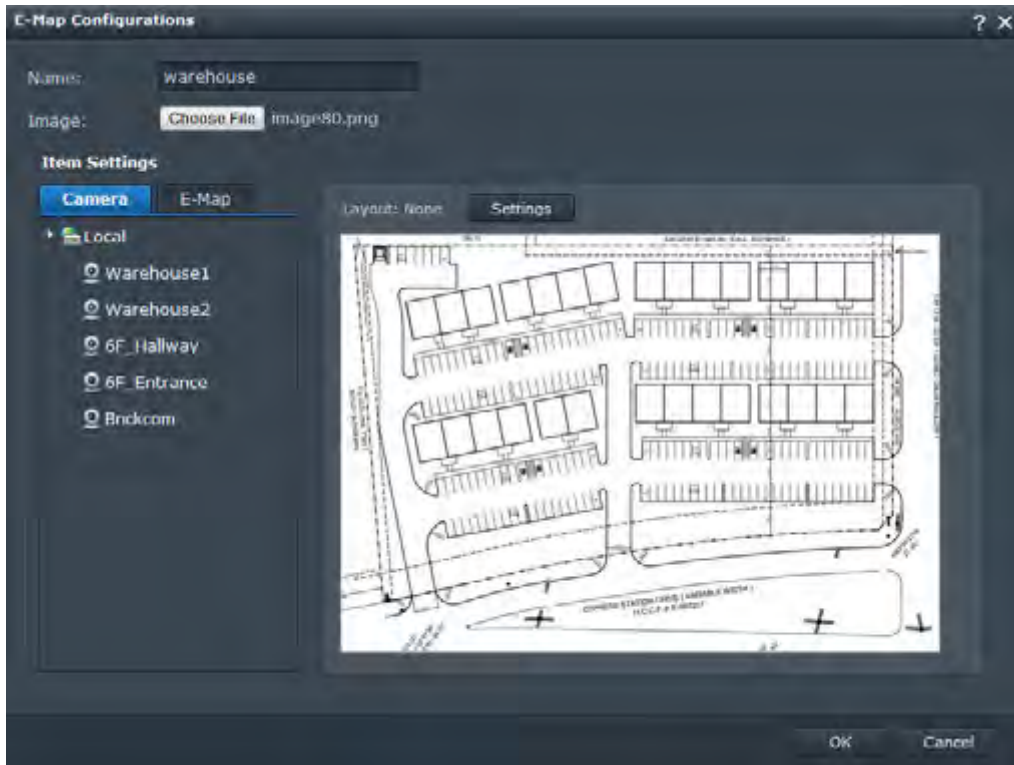 E-Map Configurations ? X
Name: warehouse
Image: Choose File image80.png
Item Settings
Camera E-Map
Layout: None Settings
Local
Warehouse1
Warehouse2
6F_Hallway
6F_Entrance
Brickcom
OK Cancel